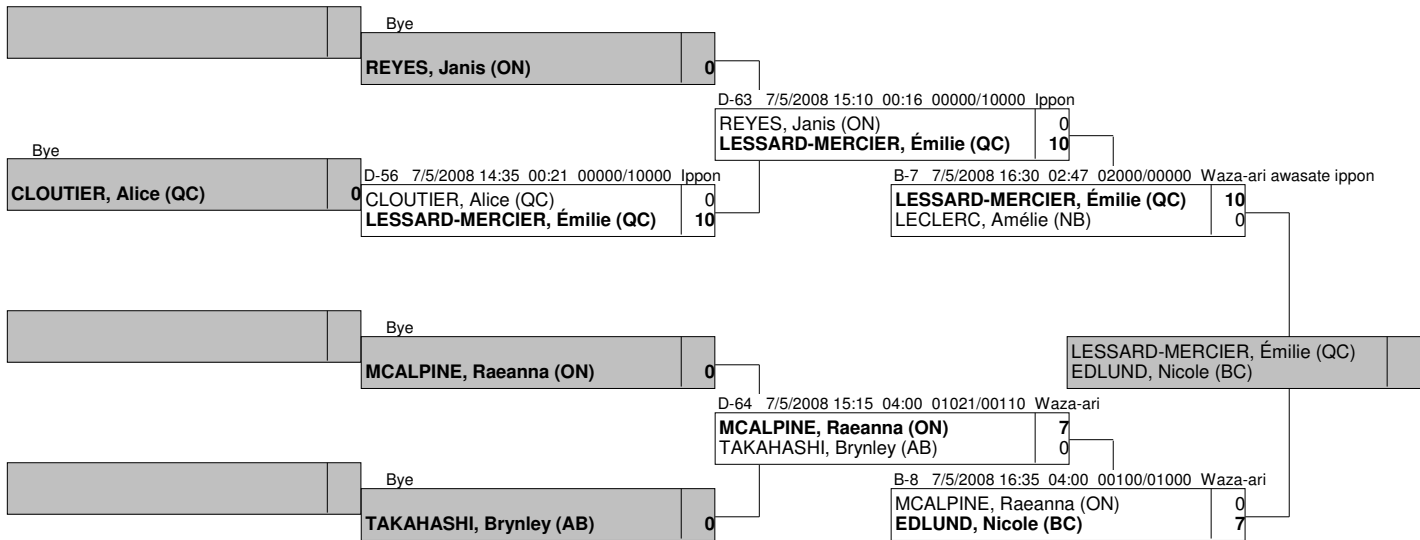 Bye
REYES, Janis (ON) 0
D-63 7/5/2008 15:10 00:16 00000/10000 Ippon
REYES, Janis (ON) 0
LESSARD-MERCIER, Émilie (QC) 10
Bye
CLOUTIER, Alice (QC) 0
D-56 7/5/2008 14:35 00:21 00000/10000 Ippon
CLOUTIER, Alice (QC) 0
LESSARD-MERCIER, Émilie (QC) 10
B-7 7/5/2008 16:30 02:47 02000/00000 Waza-ari awasate ippon
LESSARD-MERCIER, Émilie (QC) 10
LECLERC, Amélie (NB) 0
Bye
MCALPINE, Raeanna (ON) 0
LESSARD-MERCIER, Émilie (QC)
EDLUND, Nicole (BC)
D-64 7/5/2008 15:15 04:00 01021/00110 Waza-ari
MCALPINE, Raeanna (ON) 7
TAKAHASHI, Brynley (AB) 0
Bye
TAKAHASHI, Brynley (AB) 0
B-8 7/5/2008 16:35 04:00 00100/01000 Waza-ari
MCALPINE, Raeanna (ON) 0
EDLUND, Nicole (BC) 7